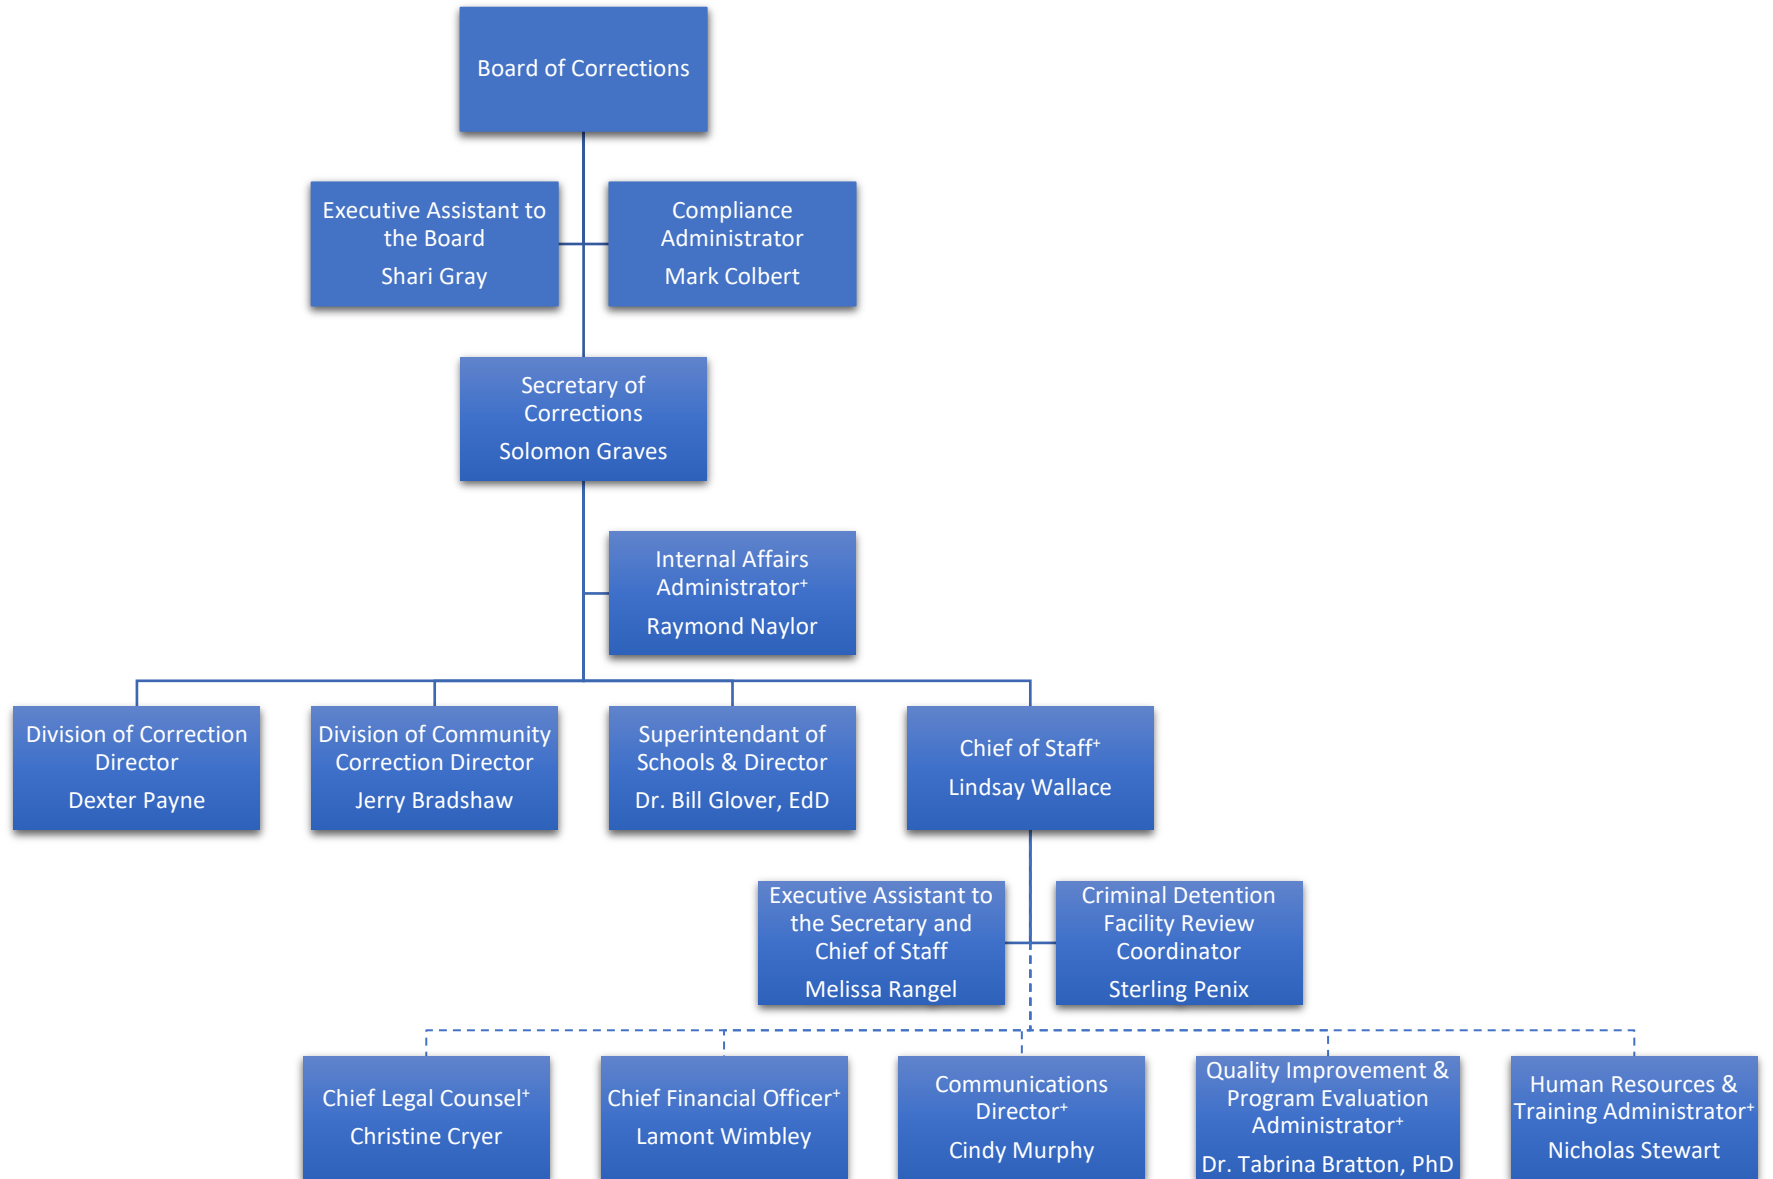 Board of Corrections
Executive Assistant to
the Board
Shari Gray
Compliance
Administrator
Mark Colbert
Secretary of
Corrections
Solomon Graves
Internal Affairs
Administrator⁺
Raymond Naylor
Division of Correction
Director
Dexter Payne
Division of Community
Correction Director
Jerry Bradshaw
Superintendant of
Schools & Director
Dr. Bill Glover, EdD
Chief of Staff⁺
Lindsay Wallace
Executive Assistant to
the Secretary and
Chief of Staff
Melissa Rangel
Criminal Detention
Facility Review
Coordinator
Sterling Penix
Chief Legal Counsel⁺
Christine Cryer
Chief Financial Officer⁺
Lamont Wimbley
Communications
Director⁺
Cindy Murphy
Quality Improvement &
Program Evaluation
Administrator⁺
Dr. Tabrina Bratton, PhD
Human Resources &
Training Administrator⁺
Nicholas Stewart